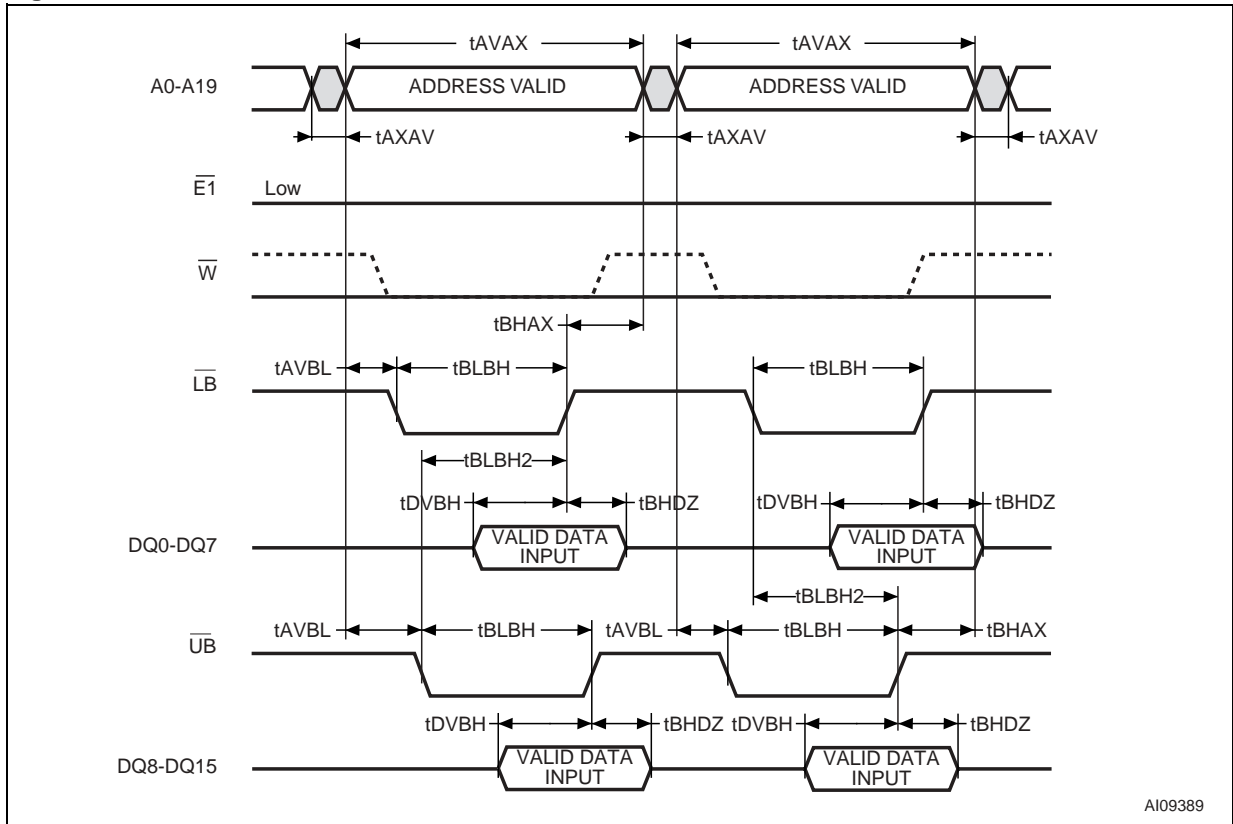 tAVAX tAVAX
A0-A19 ADDRESS VALID ADDRESS VALID
tAXAV tAXAV tAXAV
E1 Low
W
tBHAX
tAVBL tBLBH tBLBH
LB
tBLBH2
tDVBH tBHDZ tDVBH tBHDZ
DQ0-DQ7 VALID DATA INPUT VALID DATA INPUT
tBLBH2
UB tAVBL tBLBH tAVBL tBLBH tBHAX
tDVBH tBHDZ tDVBH tBHDZ
DQ8-DQ15 VALID DATA INPUT VALID DATA INPUT
AI09389